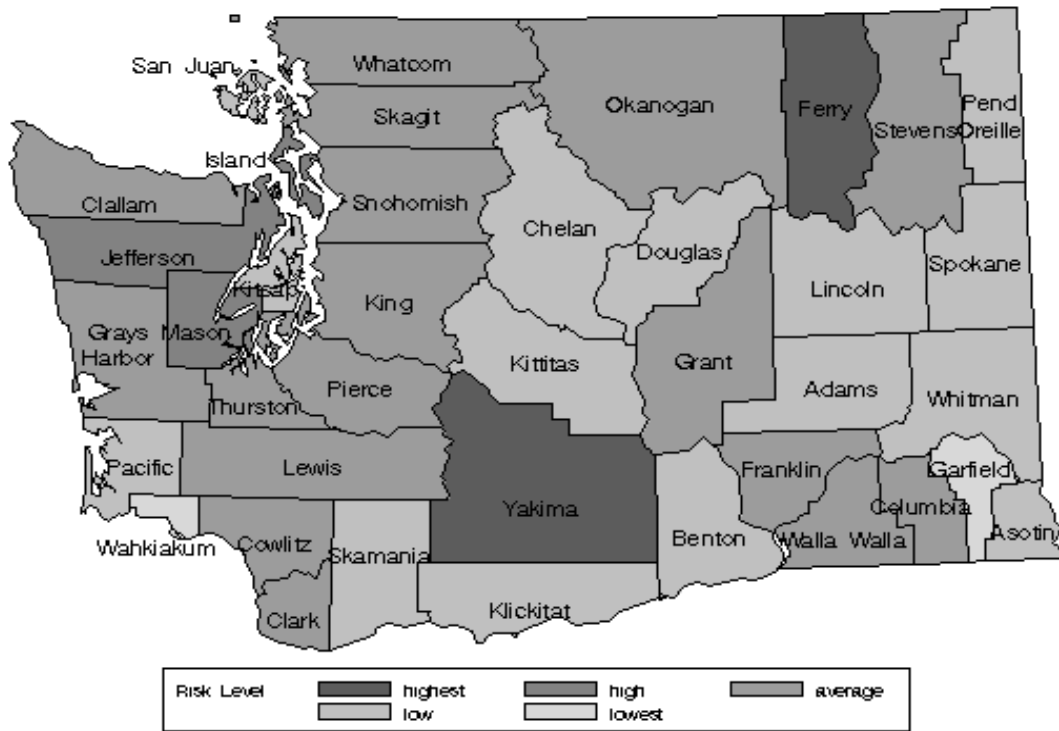 San Juan
Whatcom
Skagit
Okanogan
Ferry
Stevens
Pend
Oreille
Island
Snohomish
Clallam
Chelan
Douglas
Jefferson
Kitsap
King
Lincoln
Spokane
Grays
Harbor
Mason
Kittitas
Grant
Adams
Whitman
Pierce
Thurston
Pacific
Lewis
Yakima
Franklin
Garfield
Columbia
Wahkiakum
Cowlitz
Skamania
Benton
Walla Walla
Asotin
Clark
Klickitat
Risk Level highest high average
low lowest